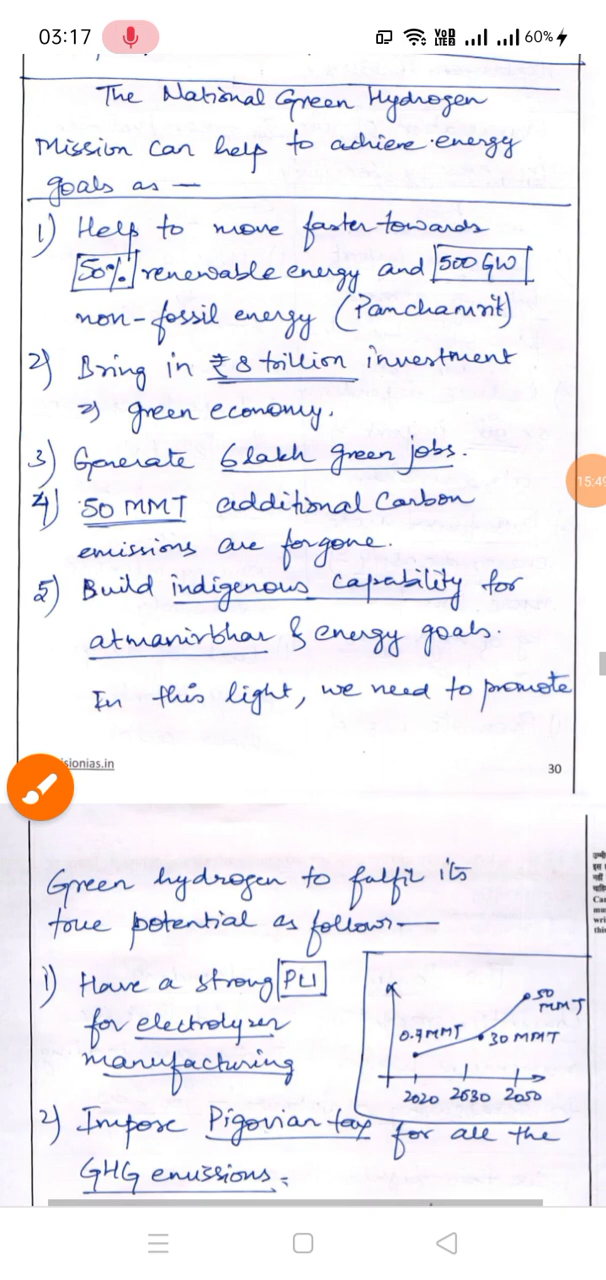 03:17
VoD
LTE2
60%
The National Green Hydrogen
Mission can help to achieve energy
goals as —
1) Help to move faster towards
50% renewable energy and 500 GW
non-fossil energy (Panchamrit)
2) Bring in ₹ 8 trillion investment
⇒ green economy.
3) Generate 6 lakh green jobs.
15:49
4) 50 MMT additional Carbon
emissions are forgone.
5) Build indigenous capability for
atmanirbhar & energy goals.
In this light, we need to promote
sionias.in
30
Green hydrogen to fulfil its
true potential as follows. —
1) Have a strong PLI
for electrolyzer
manufacturing
50 MMT
0.7 MMT
30 MMT
2020 2030 2050
2) Impose Pigovian tax for all the
GHG emissions.